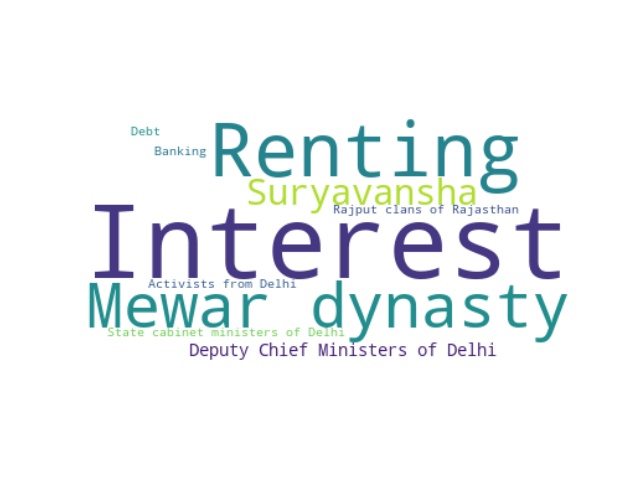 Debt
Renting
Banking
Suryavansha
Rajput clans of Rajasthan
Interest
Activists from Delhi
Mewar dynasty
State cabinet ministers of Delhi
Deputy Chief Ministers of Delhi